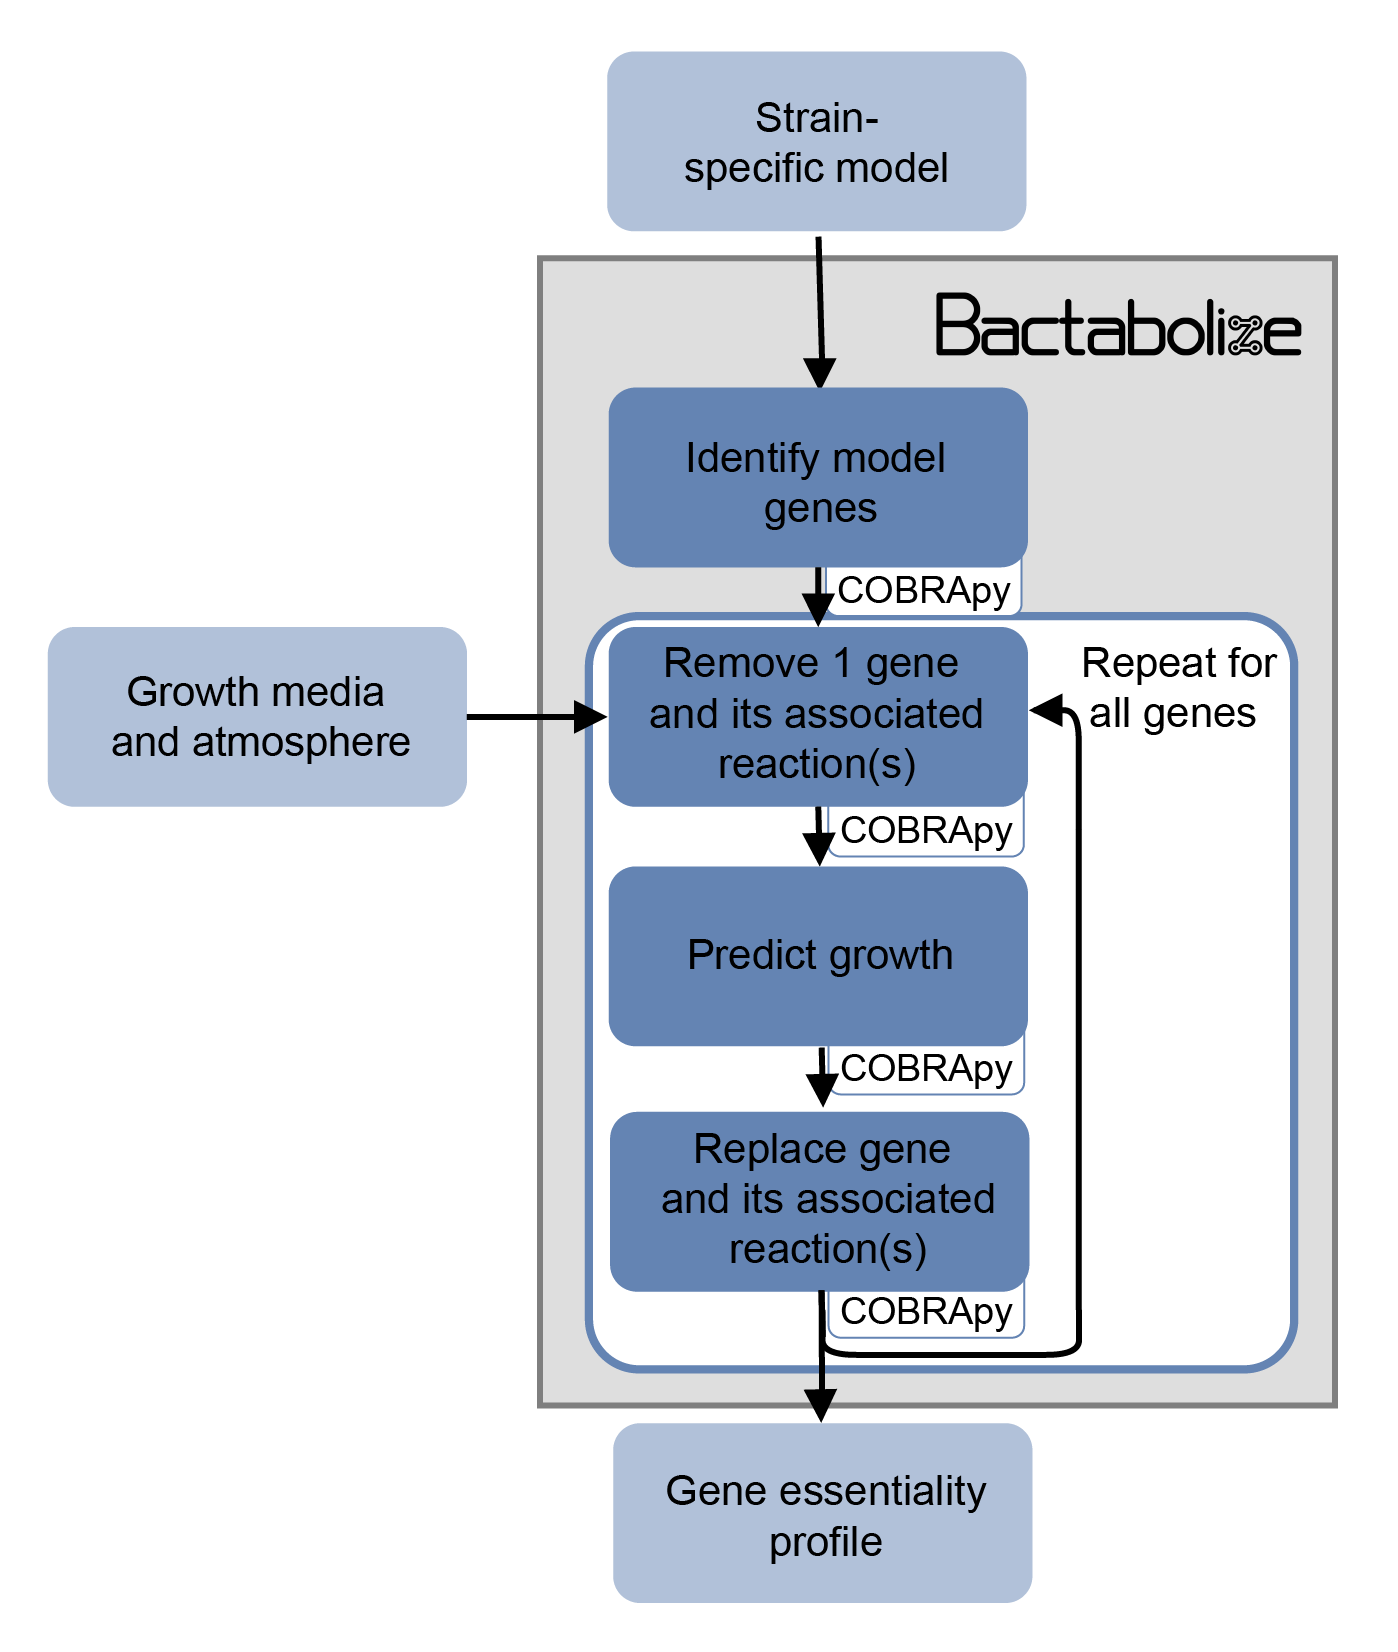 Strain-
specific model
Bactabolize
Identify model
genes
COBRApy
Growth media
and atmosphere
Remove 1 gene
and its associated
reaction(s)
Repeat for
all genes
COBRApy
Predict growth
COBRApy
Replace gene
and its associated
reaction(s)
COBRApy
Gene essentiality
profile